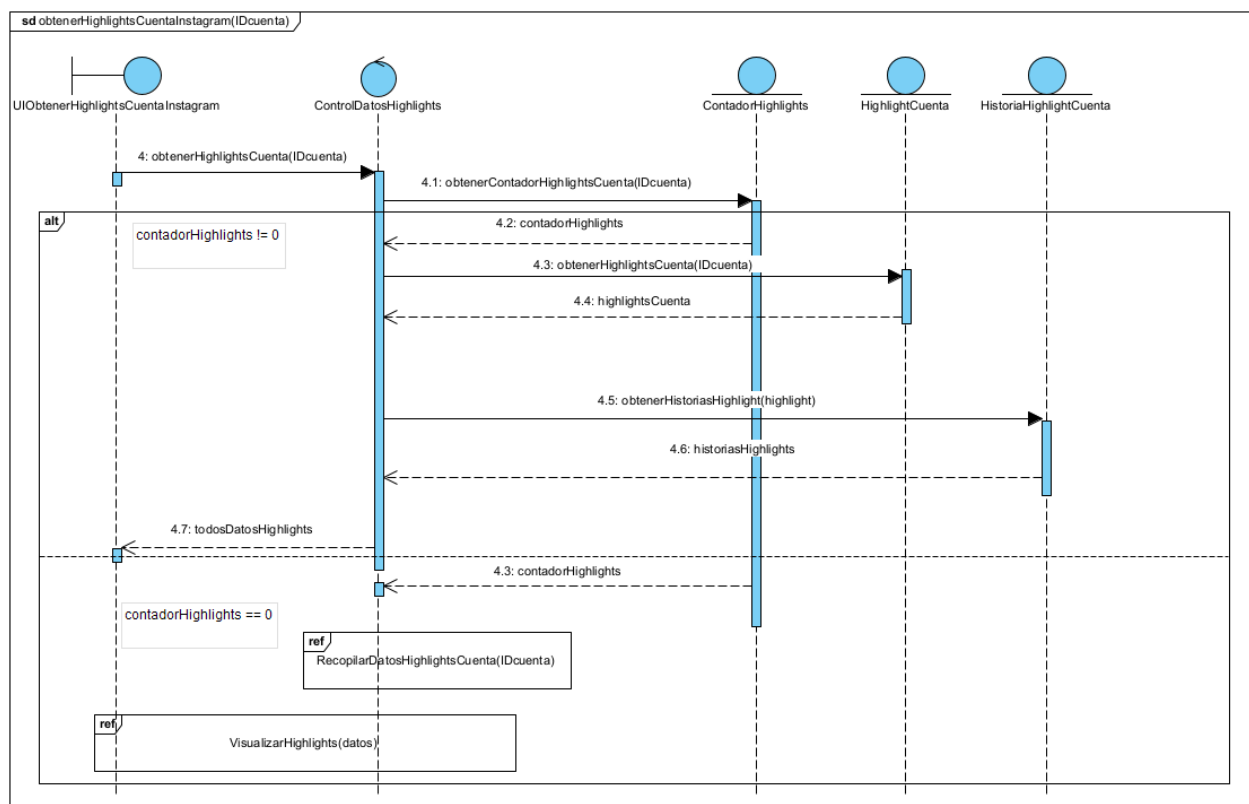 sd obtenerHighlightsCuentaInstagram(IDcuenta)
UIObtenerHighlightsCuentaInstagram
ControlDatosHighlights
ContadorHighlights
HighlightCuenta
HistoriaHighlightCuenta
4: obtenerHighlightsCuenta(IDcuenta)
4.1: obtenerContadorHighlightsCuenta(IDcuenta)
alt
contadorHighlights != 0
4.2: contadorHighlights
4.3: obtenerHighlightsCuenta(IDcuenta)
4.4: highlightsCuenta
4.5: obtenerHistoriasHighlight(highlight)
4.6: historiasHighlights
4.7: todosDatosHighlights
4.3: contadorHighlights
contadorHighlights == 0
ref
RecopilarDatosHighlightsCuenta(IDcuenta)
ref
VisualizarHighlights(datos)